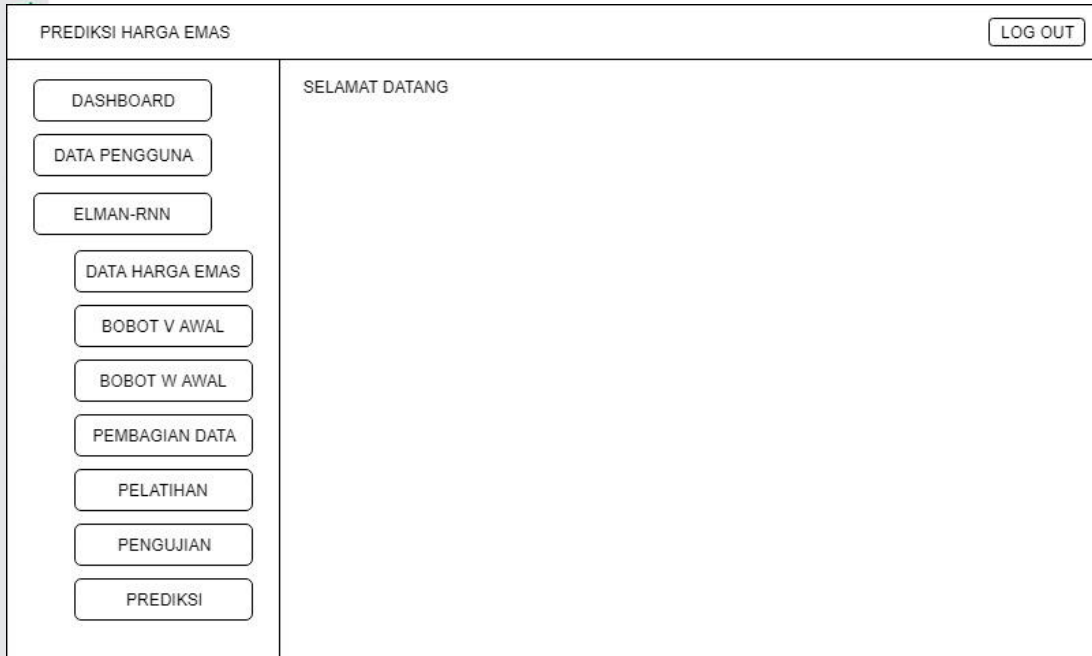 PREDIKSI HARGA EMAS
LOG OUT
DASHBOARD
DATA PENGGUNA
ELMAN-RNN
DATA HARGA EMAS
BOBOT V AWAL
BOBOT W AWAL
PEMBAGIAN DATA
PELATIHAN
PENGUJIAN
PREDIKSI
SELAMAT DATANG